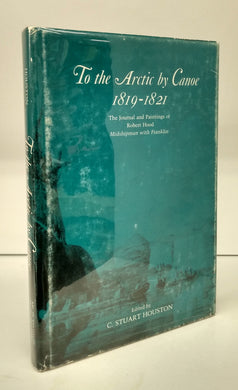 To the Arctic by Canoe
1819-1821
The Journal and Paintings of
Robert Hood
Midshipman with Franklin
Edited by
C. STUART HOUSTON
HOUSTON